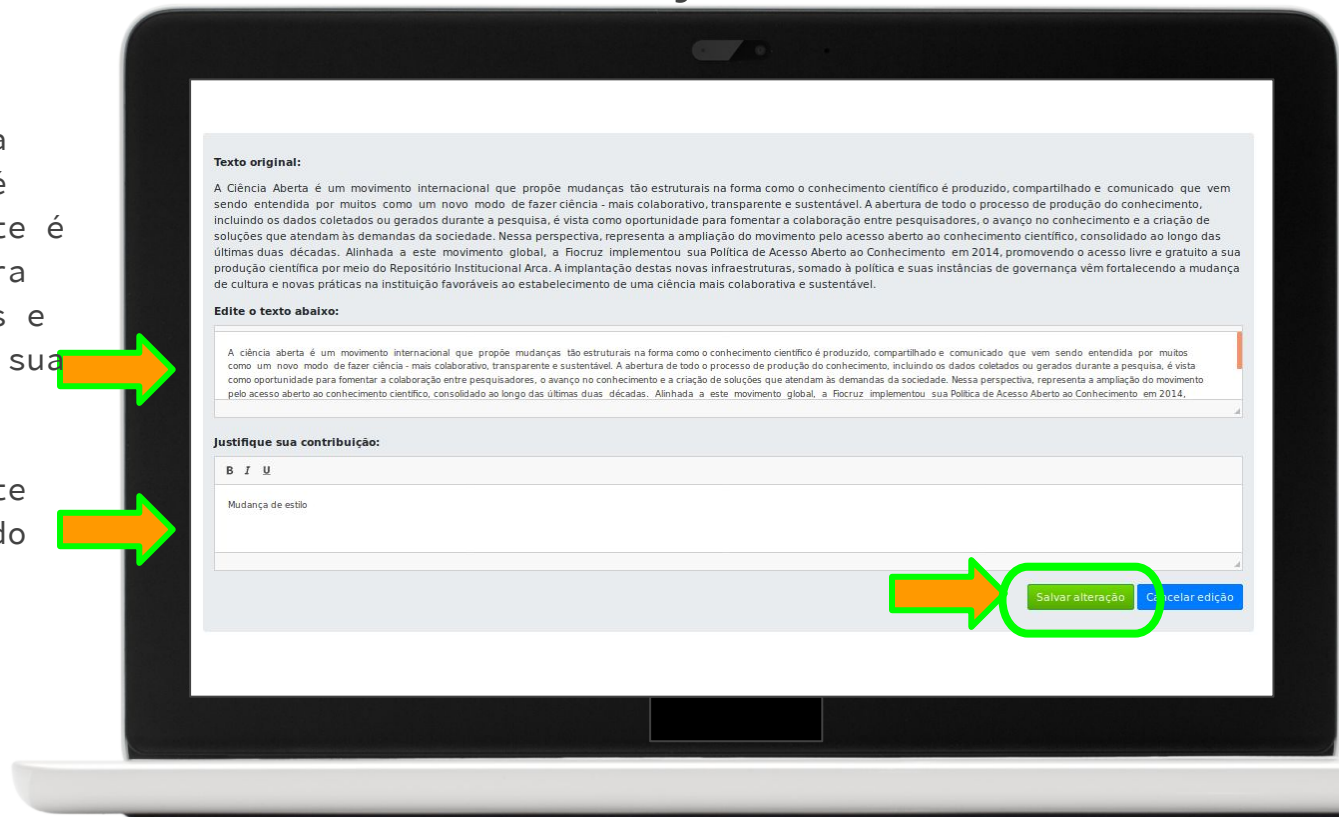 a
é
te é
ra
s e
sua
te
do
Texto original:
A Ciência Aberta é um movimento internacional que propõe mudanças tão estruturais na forma como o conhecimento científico é produzido, compartilhado e comunicado que vem
sendo entendida por muitos como um novo modo de fazer ciência - mais colaborativo, transparente e sustentável. A abertura de todo o processo de produção do conhecimento,
incluindo os dados coletados ou gerados durante a pesquisa, é vista como oportunidade para fomentar a colaboração entre pesquisadores, o avanço no conhecimento e a criação de
soluções que atendam às demandas da sociedade. Nessa perspectiva, representa a ampliação do movimento pelo acesso aberto ao conhecimento científico, consolidado ao longo das
últimas duas décadas. Alinhada a este movimento global, a Fiocruz implementou sua Política de Acesso Aberto ao Conhecimento em 2014, promovendo o acesso livre e gratuito a sua
produção científica por meio do Repositório Institucional Arca. A implantação destas novas infraestruturas, somado à política e suas instâncias de governança vêm fortalecendo a mudança
de cultura e novas práticas na instituição favoráveis ao estabelecimento de uma ciência mais colaborativa e sustentável.
Edite o texto abaixo:
A ciência aberta é um movimento internacional que propõe mudanças tão estruturais na forma como o conhecimento científico é produzido, compartilhado e comunicado que vem sendo entendida por muitos
como um novo modo de fazer ciência - mais colaborativo, transparente e sustentável. A abertura de todo o processo de produção do conhecimento, incluindo os dados coletados ou gerados durante a pesquisa, é vista
como oportunidade para fomentar a colaboração entre pesquisadores, o avanço no conhecimento e a criação de soluções que atendam às demandas da sociedade. Nessa perspectiva, representa a ampliação do movimento
pelo acesso aberto ao conhecimento científico, consolidado ao longo das últimas duas décadas. Alinhada a este movimento global, a Fiocruz implementou sua Política de Acesso Aberto ao Conhecimento em 2014,
Justifique sua contribuição:
B I U
Mudança de estilo
Salvar alteração Cancelar edição